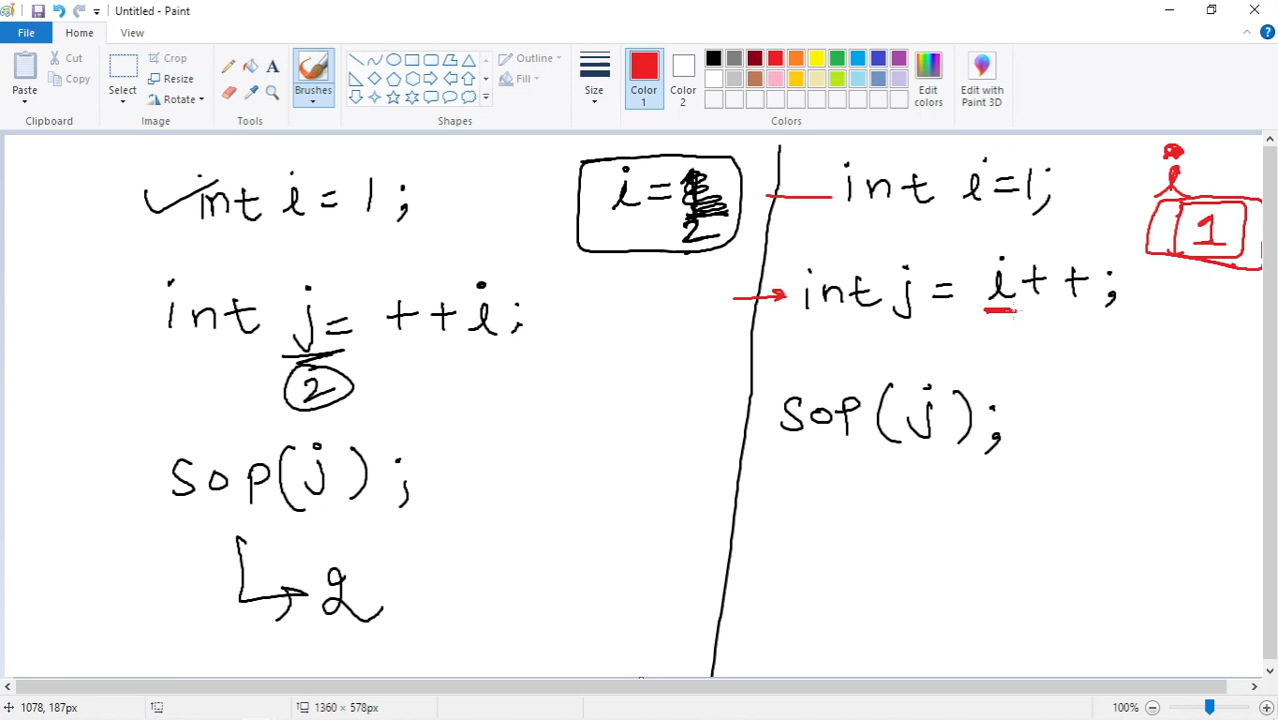 Untitled - Paint
File Home View
Paste
Cut
Copy
Clipboard
Select
Crop
Resize
Rotate
Image
A
Tools
Brushes
Outline
Fill
Shapes
Size
Color 1
Color 2
Edit colors
Colors
Edit with Paint 3D
int i = 1;
int j = ++i;
2
sop(j);
2
i =
2
int i=1;
int j = i++;
sop(j);
i
1
1078, 187px
1360 × 578px
100%